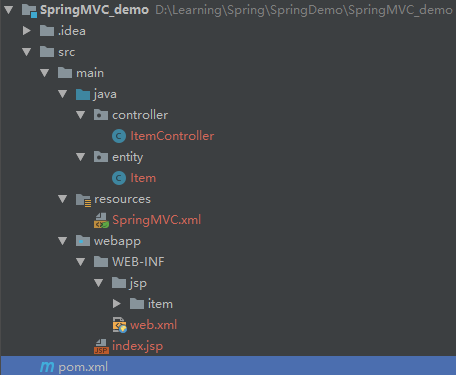 SpringMVC_demo D:\Learning\Spring\SpringDemo\SpringMVC_demo
.idea
src
main
java
controller
ItemController
entity
Item
resources
SpringMVC.xml
webapp
WEB-INF
jsp
item
web.xml
index.jsp
pom.xml